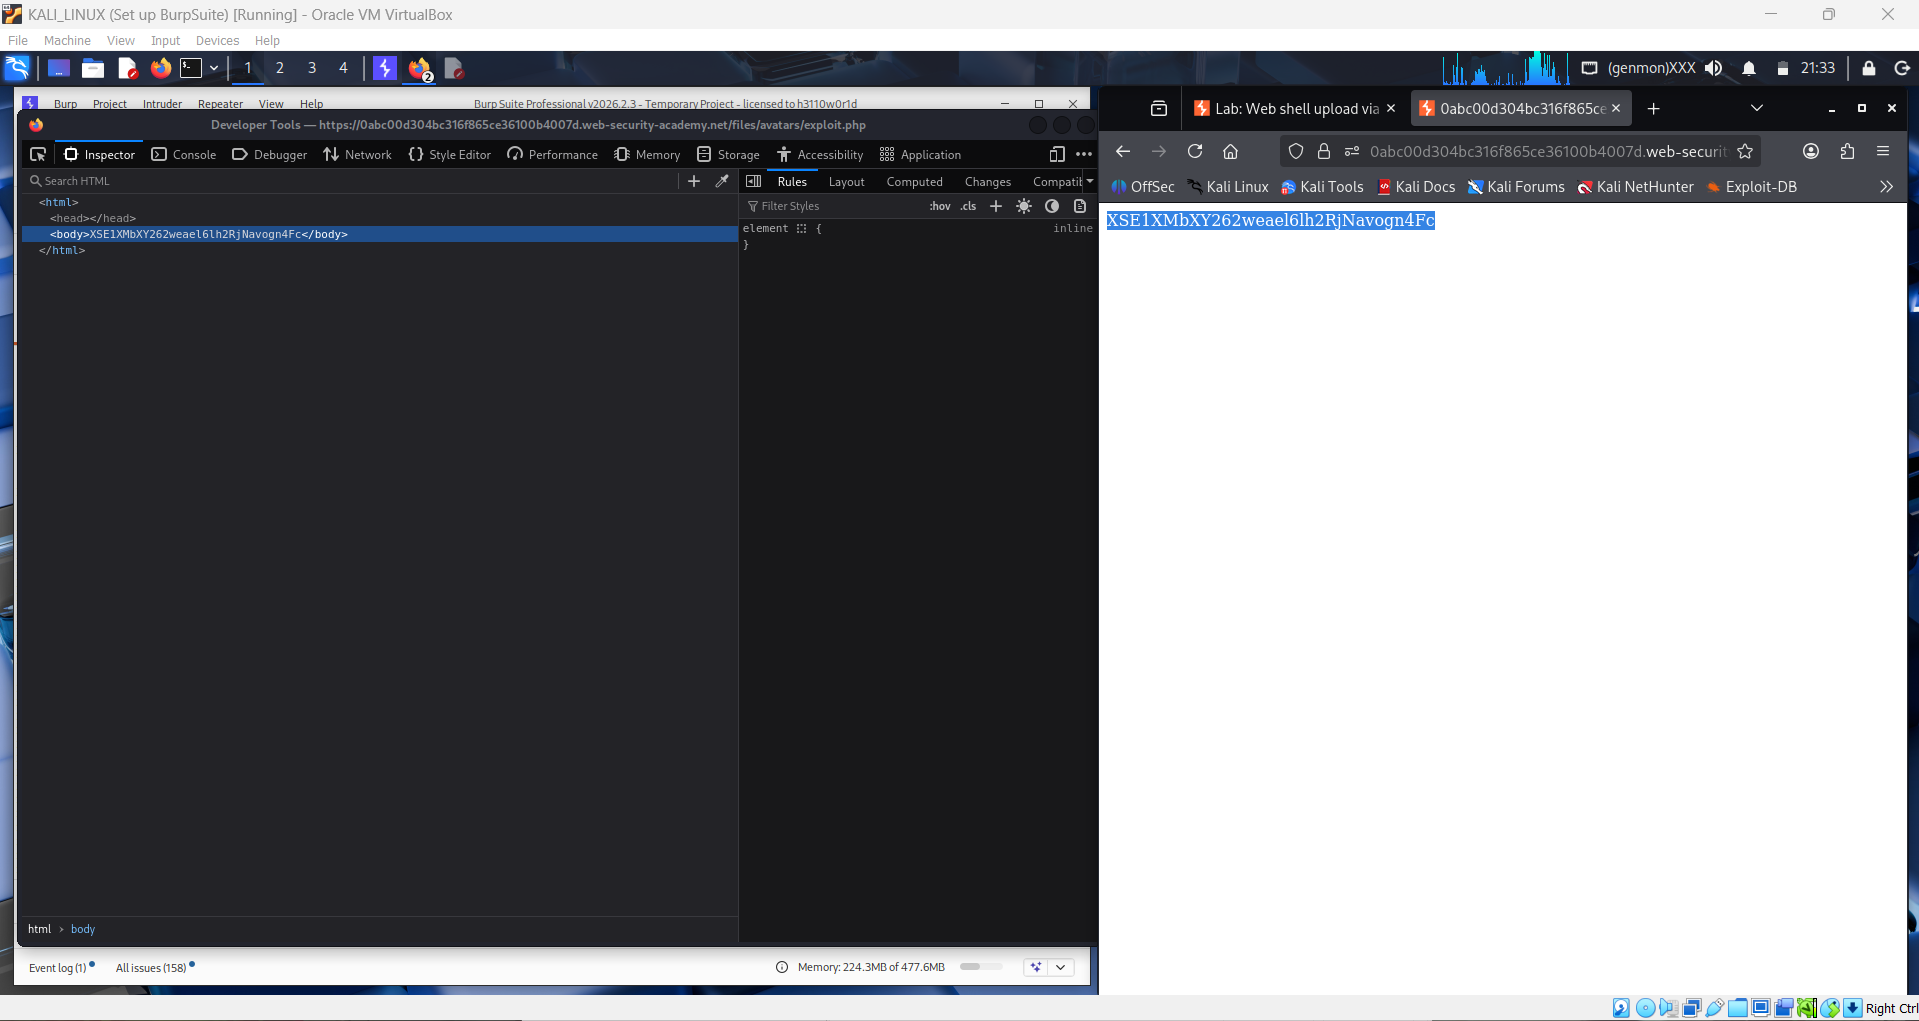 KALI_LINUX (Set up BurpSuite) [Running] - Oracle VM VirtualBox
File Machine View Input Devices Help
1 2 3 4 2 (genmon)XXX 21:33
Burp Project Intruder Repeater View Help Burp Suite Professional v2026.2.3 - Temporary Project - licensed to h3110w0r1d
Developer Tools — https://0abc00d304bc316f865ce36100b4007d.web-security-academy.net/files/avatars/exploit.php
Inspector Console Debugger Network Style Editor Performance Memory Storage Accessibility Application
Search HTML
<html>
<head></head>
<body>XSE1XMbXY262weael6lh2RjNavogn4Fc</body>
</html>
Rules Layout Computed Changes Compatib
Filter Styles :hov .cls
element { inline
}
html › body
Event log (1) All issues (158) Memory: 224.3MB of 477.6MB
Lab: Web shell upload via 0abc00d304bc316f865ce
0abc00d304bc316f865ce36100b4007d.web-securit
OffSec Kali Linux Kali Tools Kali Docs Kali Forums Kali NetHunter Exploit-DB
XSE1XMbXY262weael6lh2RjNavogn4Fc
Right Ctrl